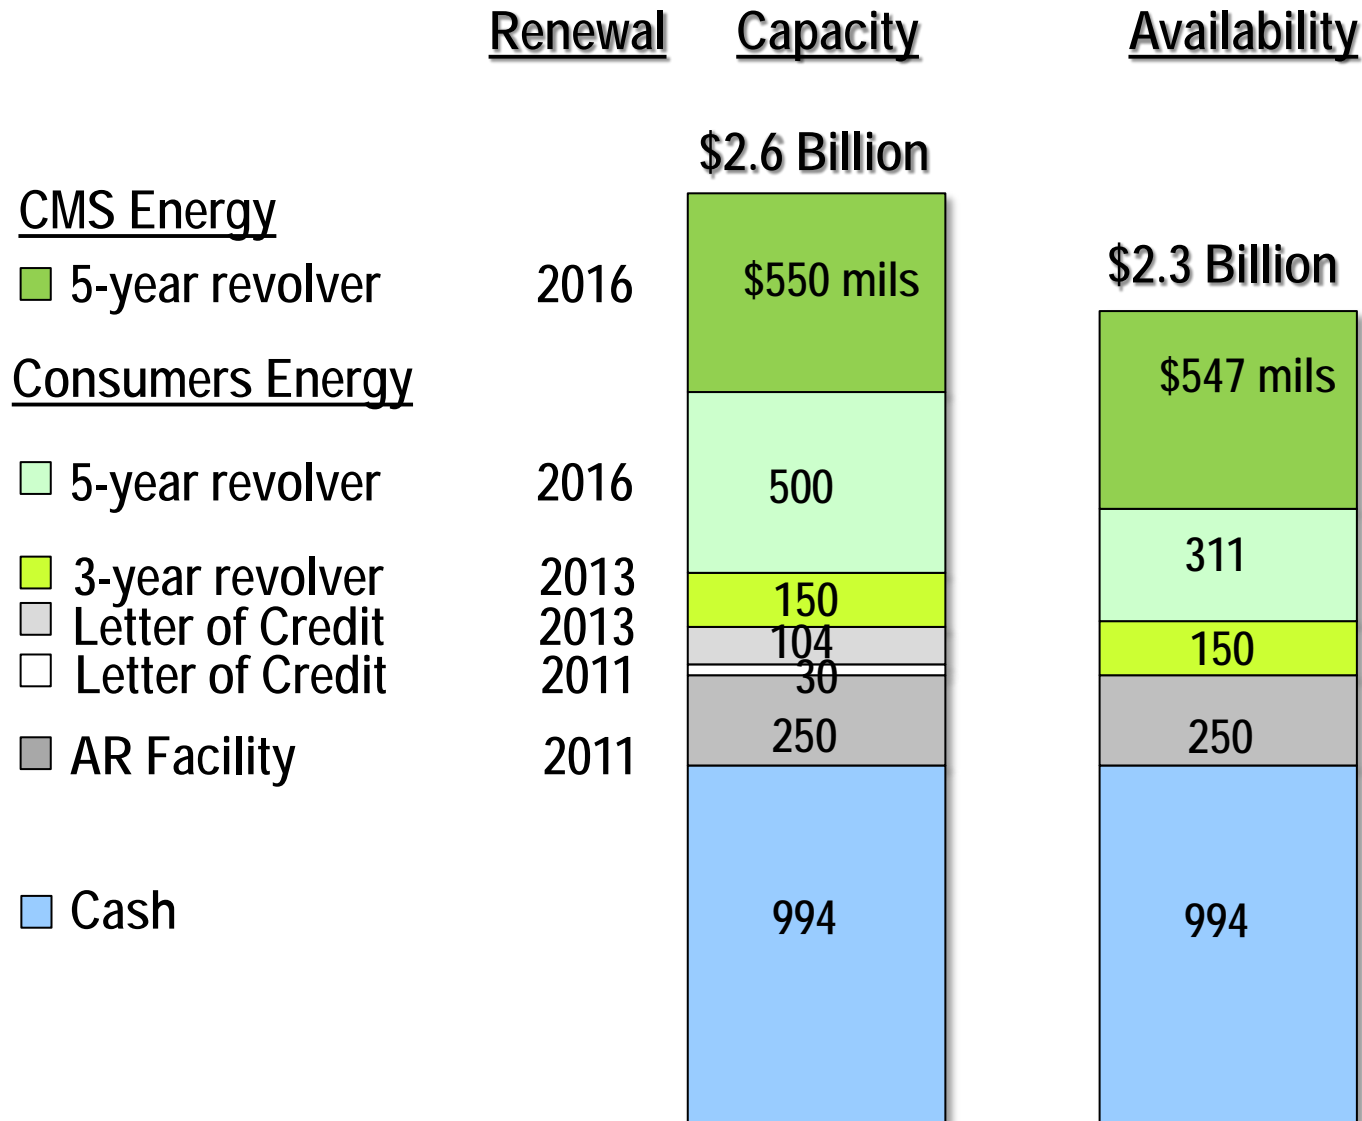 Renewal Capacity Availability
$2.6 Billion
CMS Energy
$2.3 Billion
5-year revolver 2016 $550 mils
Consumers Energy $547 mils
5-year revolver 2016 500
311
3-year revolver 2013 150
Letter of Credit 2013 104 150
Letter of Credit 2011 30
AR Facility 2011 250 250
Cash 994 994